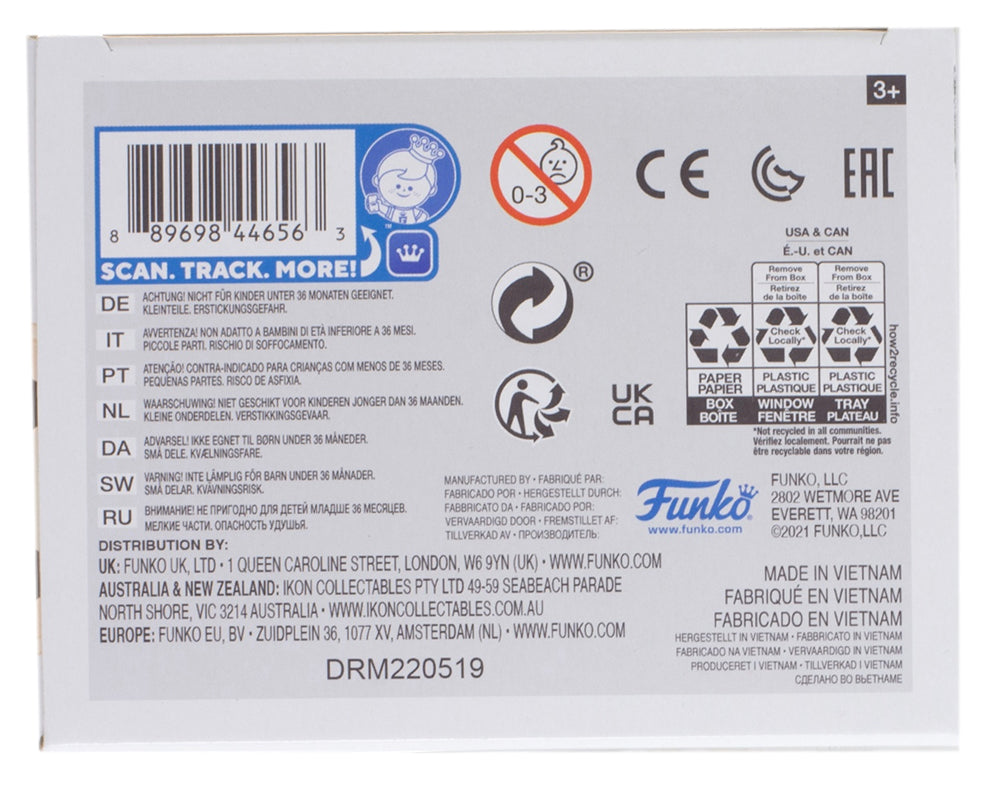 3+
0-3
8 89698 44656 3
™
SCAN. TRACK. MORE!
CE
EAC
®
UK
CA
USA & CAN
É.-U. et CAN
Remove
From Box
Retirez
de la boîte
Remove
From Box
Retirez
de la boîte
Check
Locally*
Check
Locally*
PAPER
PAPIER
PLASTIC
PLASTIQUE
PLASTIC
PLASTIQUE
BOX
BOÎTE
WINDOW
FENÊTRE
TRAY
PLATEAU
how2recycle.info
*Not recycled in all communities.
Vérifiez localement. Pourrait ne pas
être recyclable dans votre région.
DE ACHTUNG! NICHT FÜR KINDER UNTER 36 MONATEN GEEIGNET.
KLEINTEILE. ERSTICKUNGSGEFAHR.
IT AVVERTENZA! NON ADATTO A BAMBINI DI ETÀ INFERIORE A 36 MESI.
PICCOLE PARTI. RISCHIO DI SOFFOCAMENTO.
PT ATENÇÃO! CONTRA-INDICADO PARA CRIANÇAS COM MENOS DE 36 MESES.
PEQUENAS PARTES. RISCO DE ASFIXIA.
NL WAARSCHUWING! NIET GESCHIKT VOOR KINDEREN JONGER DAN 36 MAANDEN.
KLEINE ONDERDELEN. VERSTIKKINGSGEVAAR.
DA ADVARSEL! IKKE EGNET TIL BØRN UNDER 36 MÅNEDER.
SMÅ DELE. KVÆLNINGSFARE.
SW VARNING! INTE LÄMPLIG FÖR BARN UNDER 36 MÅNADER.
SMÅ DELAR. KVÄVNINGSRISK.
RU ВНИМАНИЕ! НЕ ПРИГОДНО ДЛЯ ДЕТЕЙ МЛАДШЕ 36 МЕСЯЦЕВ.
МЕЛКИЕ ЧАСТИ. ОПАСНОСТЬ УДУШЬЯ.
MANUFACTURED BY • FABRIQUÉ PAR:
FABRICADO POR • HERGESTELLT DURCH:
FABBRICATO DA • FABRICADO POR:
VERVAARDIGD DOOR • FREMSTILLET AF:
TILLVERKAD AV • ПРОИЗВОДИТЕЛЬ:
Funko
www.funko.com
FUNKO, LLC
2802 WETMORE AVE
EVERETT, WA 98201
©2021 FUNKO,LLC
DISTRIBUTION BY:
UK: FUNKO UK, LTD • 1 QUEEN CAROLINE STREET, LONDON, W6 9YN (UK) • WWW.FUNKO.COM
AUSTRALIA & NEW ZEALAND: IKON COLLECTABLES PTY LTD 49-59 SEABEACH PARADE
NORTH SHORE, VIC 3214 AUSTRALIA • WWW.IKONCOLLECTABLES.COM.AU
EUROPE: FUNKO EU, BV • ZUIDPLEIN 36, 1077 XV, AMSTERDAM (NL) • WWW.FUNKO.COM
DRM220519
MADE IN VIETNAM
FABRIQUÉ EN VIETNAM
FABRICADO EN VIETNAM
HERGESTELLT IN VIETNAM • FABBRICATO IN VIETNAM
FABRICADO NA VIETNAM • VERVAARDIGD IN VIETNAM
PRODUCERET I VIETNAM • TILLVERKAD I VIETNAM
СДЕЛАНО ВО ВЬЕТНАМЕ